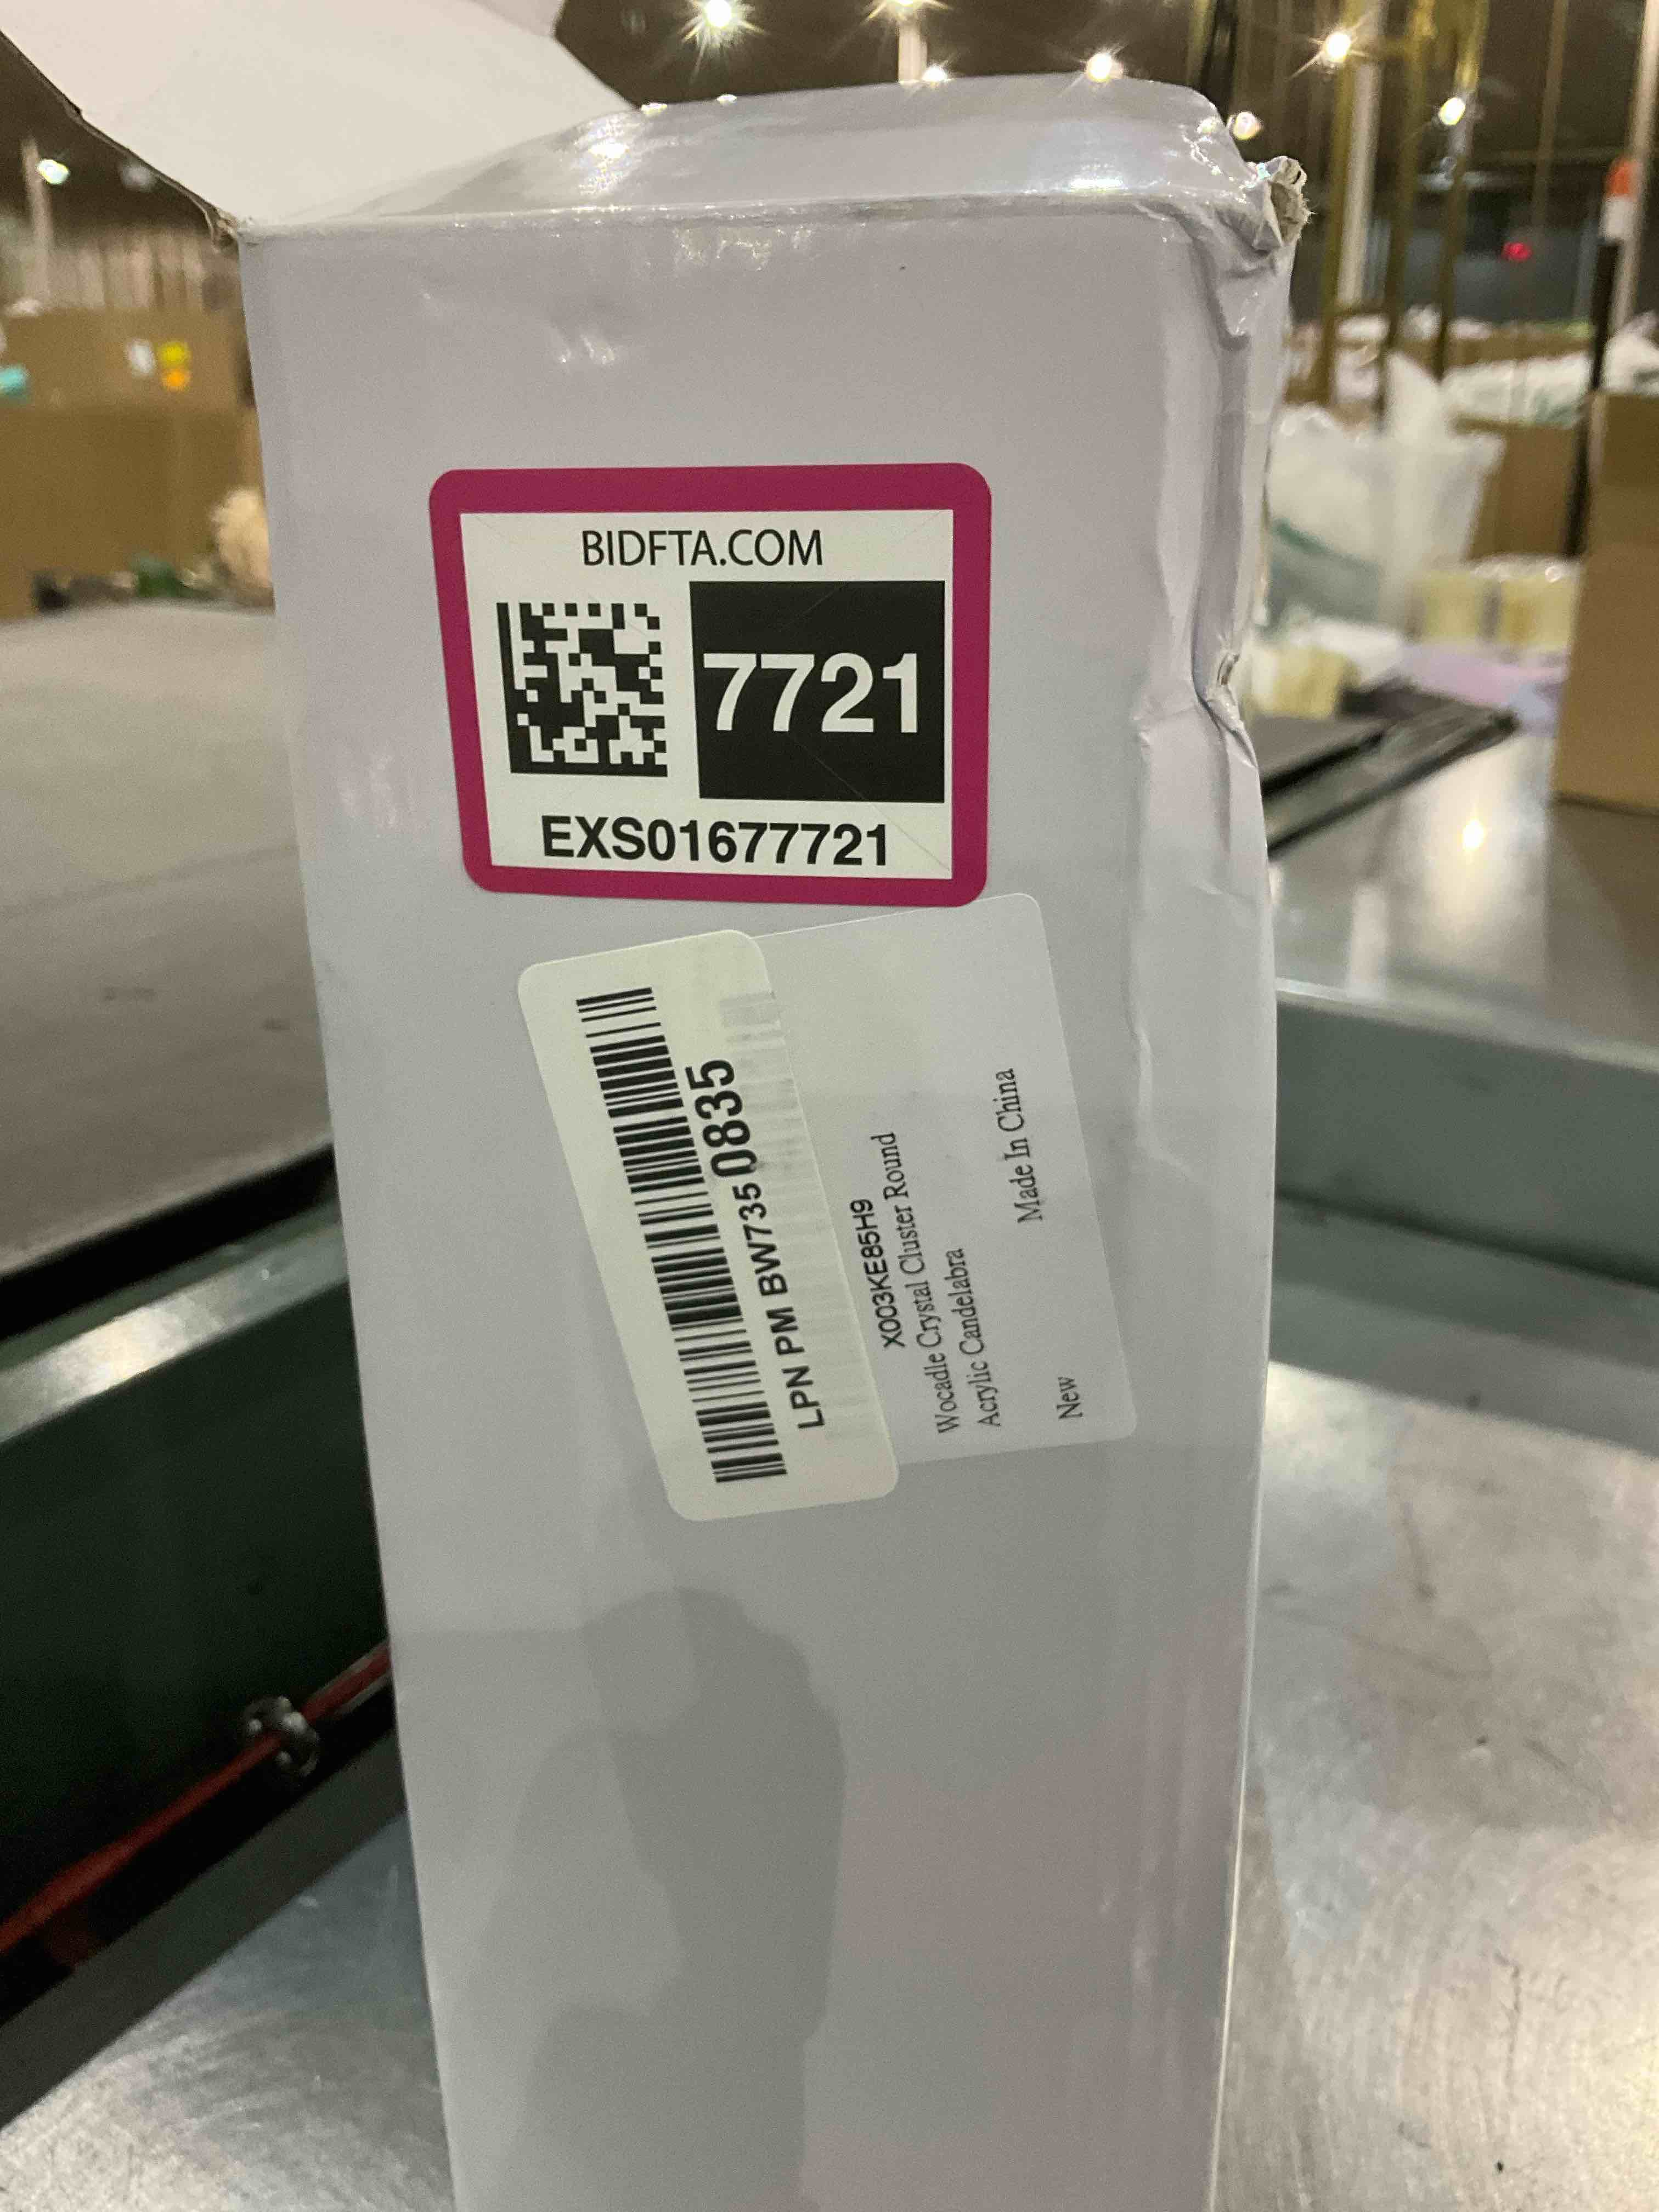 BIDFTA.COM
7721
EXS01677721
LPN PM BW735 0835
X003KE85H9
Wocadle Crystal Cluster Round
Acrylic Candelabra
Made In China
New